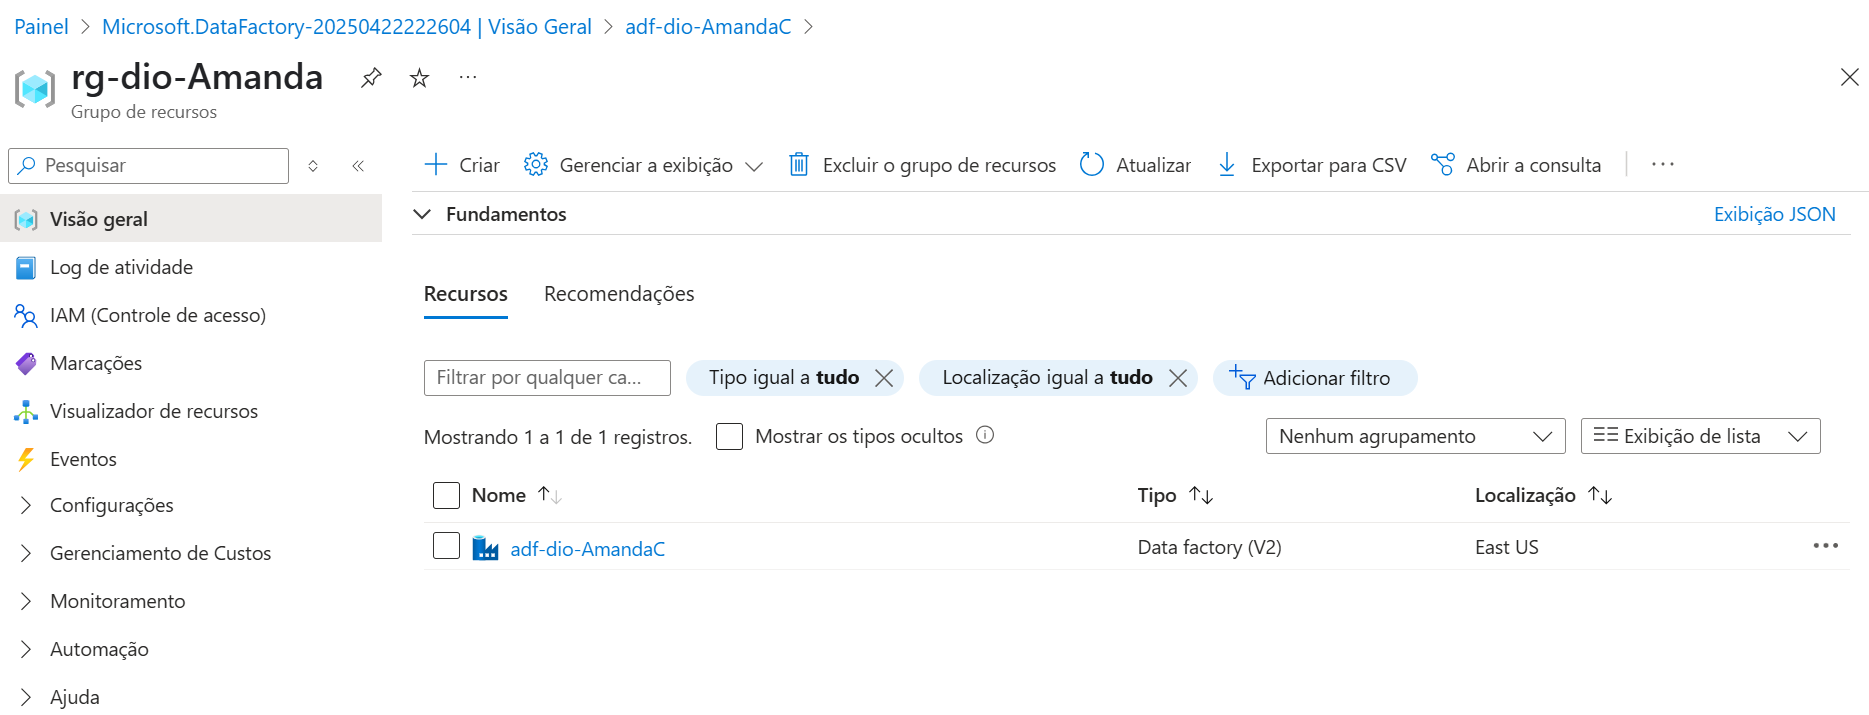 Painel > Microsoft.DataFactory-20250422222604 | Visão Geral > adf-dio-AmandaC >
rg-dio-Amanda
Grupo de recursos
Pesquisar
Visão geral
Log de atividade
IAM (Controle de acesso)
Marcações
Visualizador de recursos
Eventos
Configurações
Gerenciamento de Custos
Monitoramento
Automação
Ajuda
Criar Gerenciar a exibição Excluir o grupo de recursos Atualizar Exportar para CSV Abrir a consulta
Fundamentos Exibição JSON
Recursos Recomendações
Filtrar por qualquer ca... Tipo igual a tudo Localização igual a tudo Adicionar filtro
Mostrando 1 a 1 de 1 registros. Mostrar os tipos ocultos Nenhum agrupamento Exibição de lista
Nome Tipo Localização
adf-dio-AmandaC Data factory (V2) East US